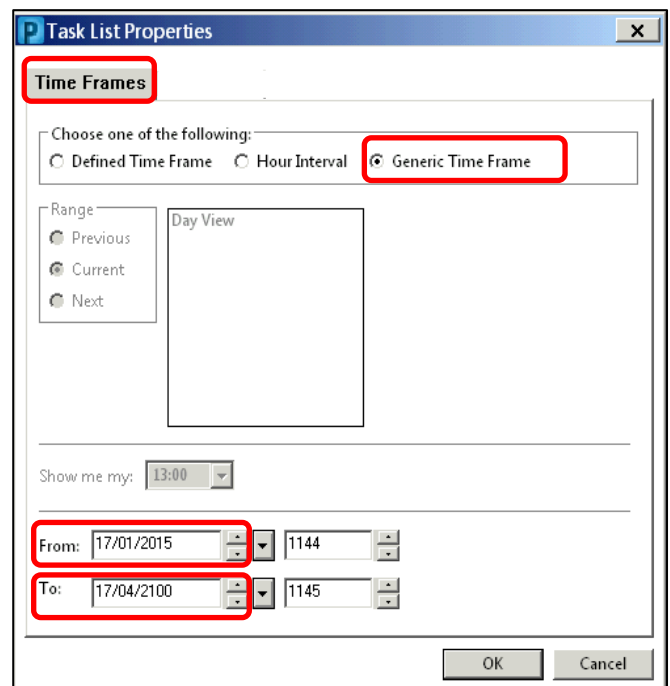 P Task List Properties
Time Frames
Choose one of the following:
Defined Time Frame Hour Interval Generic Time Frame
Range
Previous
Current
Next
Day View
Show me my: 13:00
From: 17/01/2015 1144
To: 17/04/2100 1145
OK Cancel